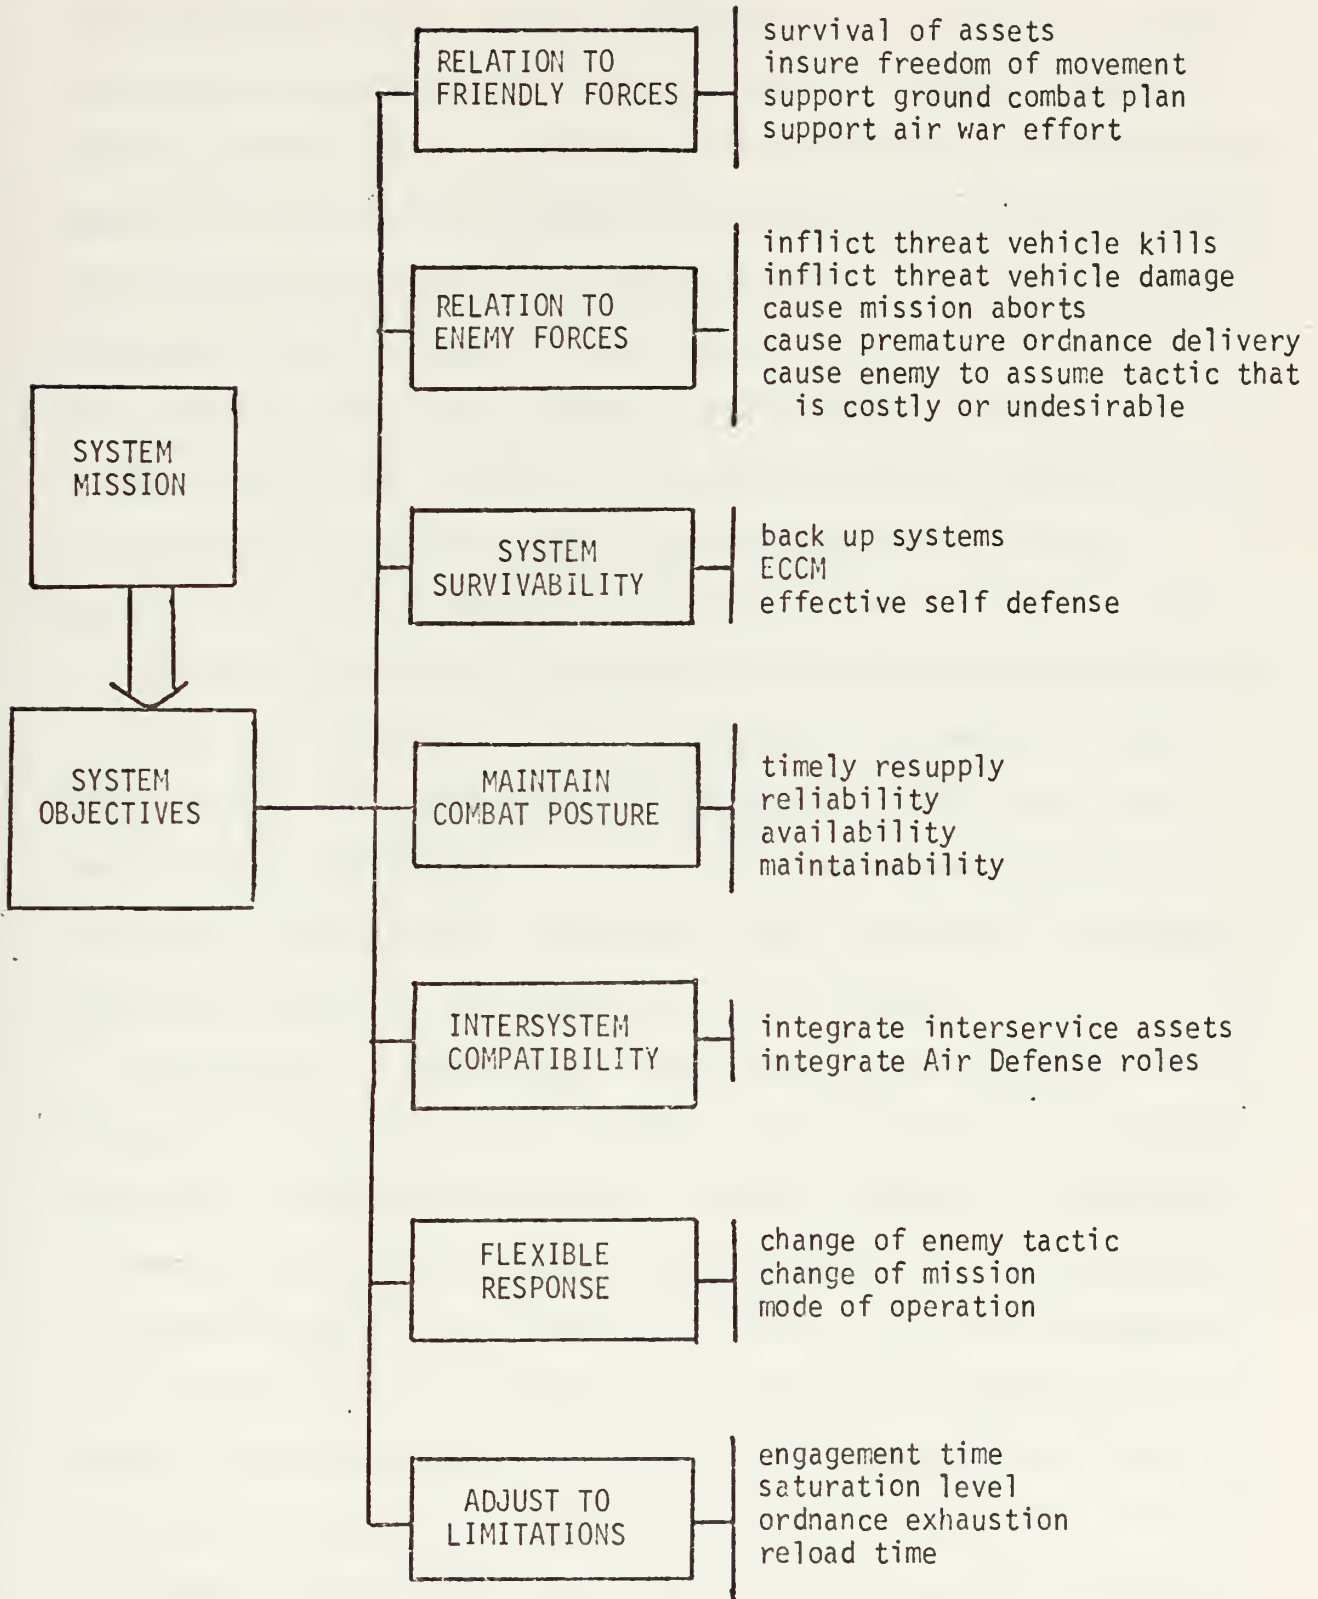 RELATION TO
FRIENDLY FORCES
survival of assets
insure freedom of movement
support ground combat plan
support air war effort
RELATION TO
ENEMY FORCES
inflict threat vehicle kills
inflict threat vehicle damage
cause mission aborts
cause premature ordnance delivery
cause enemy to assume tactic that
is costly or undesirable
SYSTEM
MISSION
SYSTEM
SURVIVABILITY
back up systems
ECCM
effective self defense
SYSTEM
OBJECTIVES
MAINTAIN
COMBAT POSTURE
timely resupply
reliability
availability
maintainability
INTERSYSTEM
COMPATIBILITY
integrate interservice assets
integrate Air Defense roles
FLEXIBLE
RESPONSE
change of enemy tactic
change of mission
mode of operation
ADJUST TO
LIMITATIONS
engagement time
saturation level
ordnance exhaustion
reload time